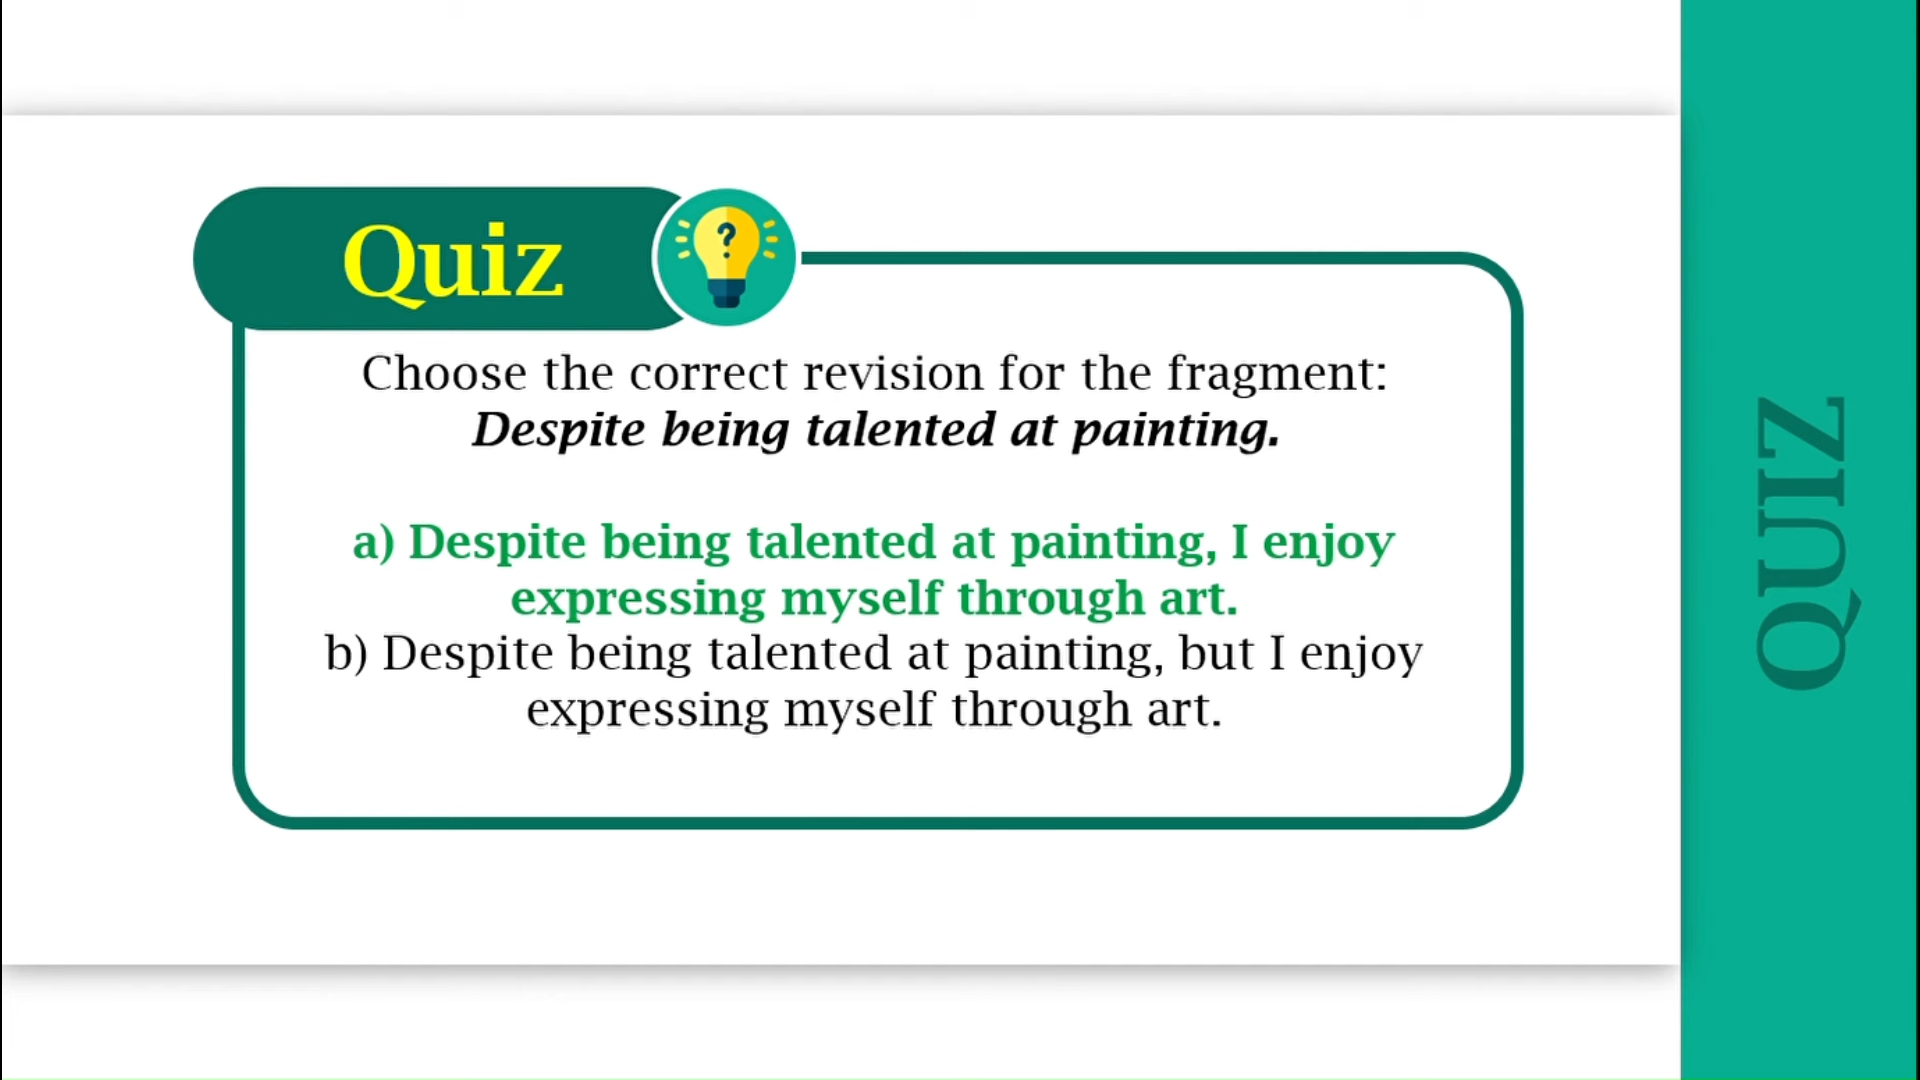 Quiz
?
Choose the correct revision for the fragment:
Despite being talented at painting.
a) Despite being talented at painting, I enjoy
expressing myself through art.
b) Despite being talented at painting, but I enjoy
expressing myself through art.
QUIZ